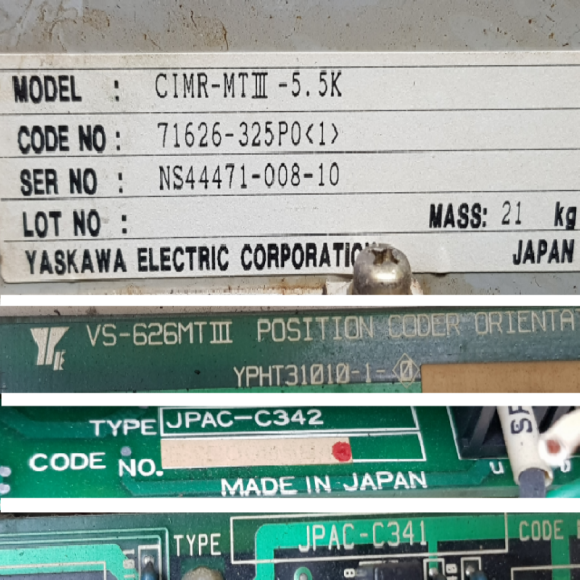 MODEL : CIMR-MTⅢ-5.5K
CODE NO : 71626-325P0<1>
SER NO : NS44471-008-10
LOT NO :
MASS: 21 kg
YASKAWA ELECTRIC CORPORATION JAPAN
VS-626MTⅢ POSITION CODER ORIENTA
YPHT31010-1-0
TYPE JPAC-C342
CODE NO.
MADE IN JAPAN
U
TYPE JPAC-C341 CODE